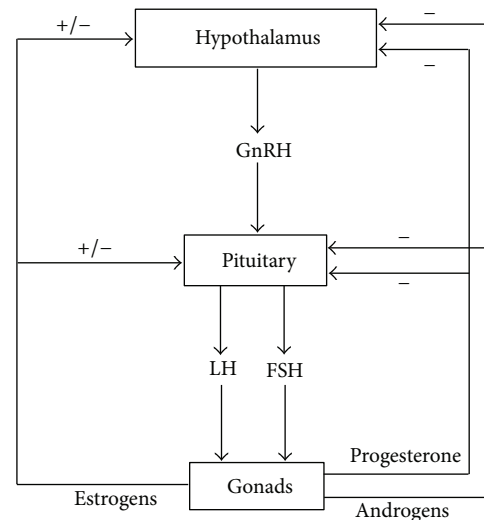 +/−
−
Hypothalamus
−
GnRH
+/−
−
Pituitary
−
LH
FSH
Progesterone
Gonads
Estrogens
Androgens